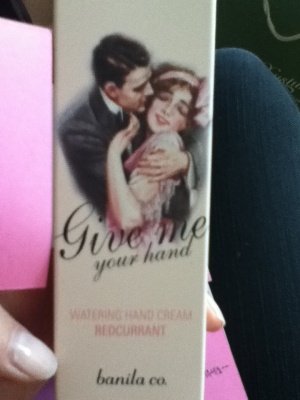 Give me
your hand
WATERING HAND CREAM
REDCURRANT
banila co.